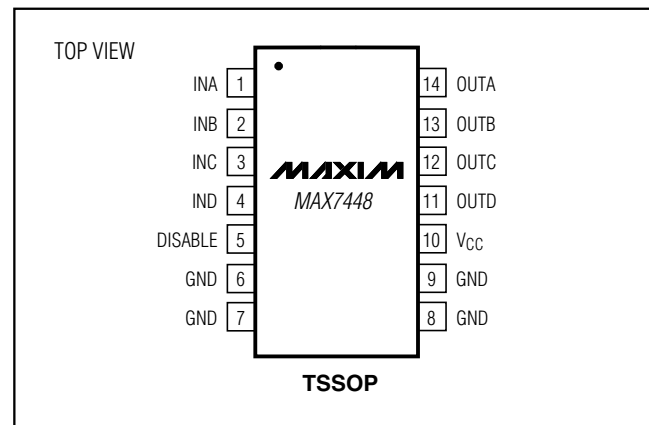 TOP VIEW
INA 1 14 OUTA
INB 2 13 OUTB
INC 3 MAXIM 12 OUTC
IND 4 MAX7448 11 OUTD
DISABLE 5 10 VCC
GND 6 9 GND
GND 7 8 GND
TSSOP